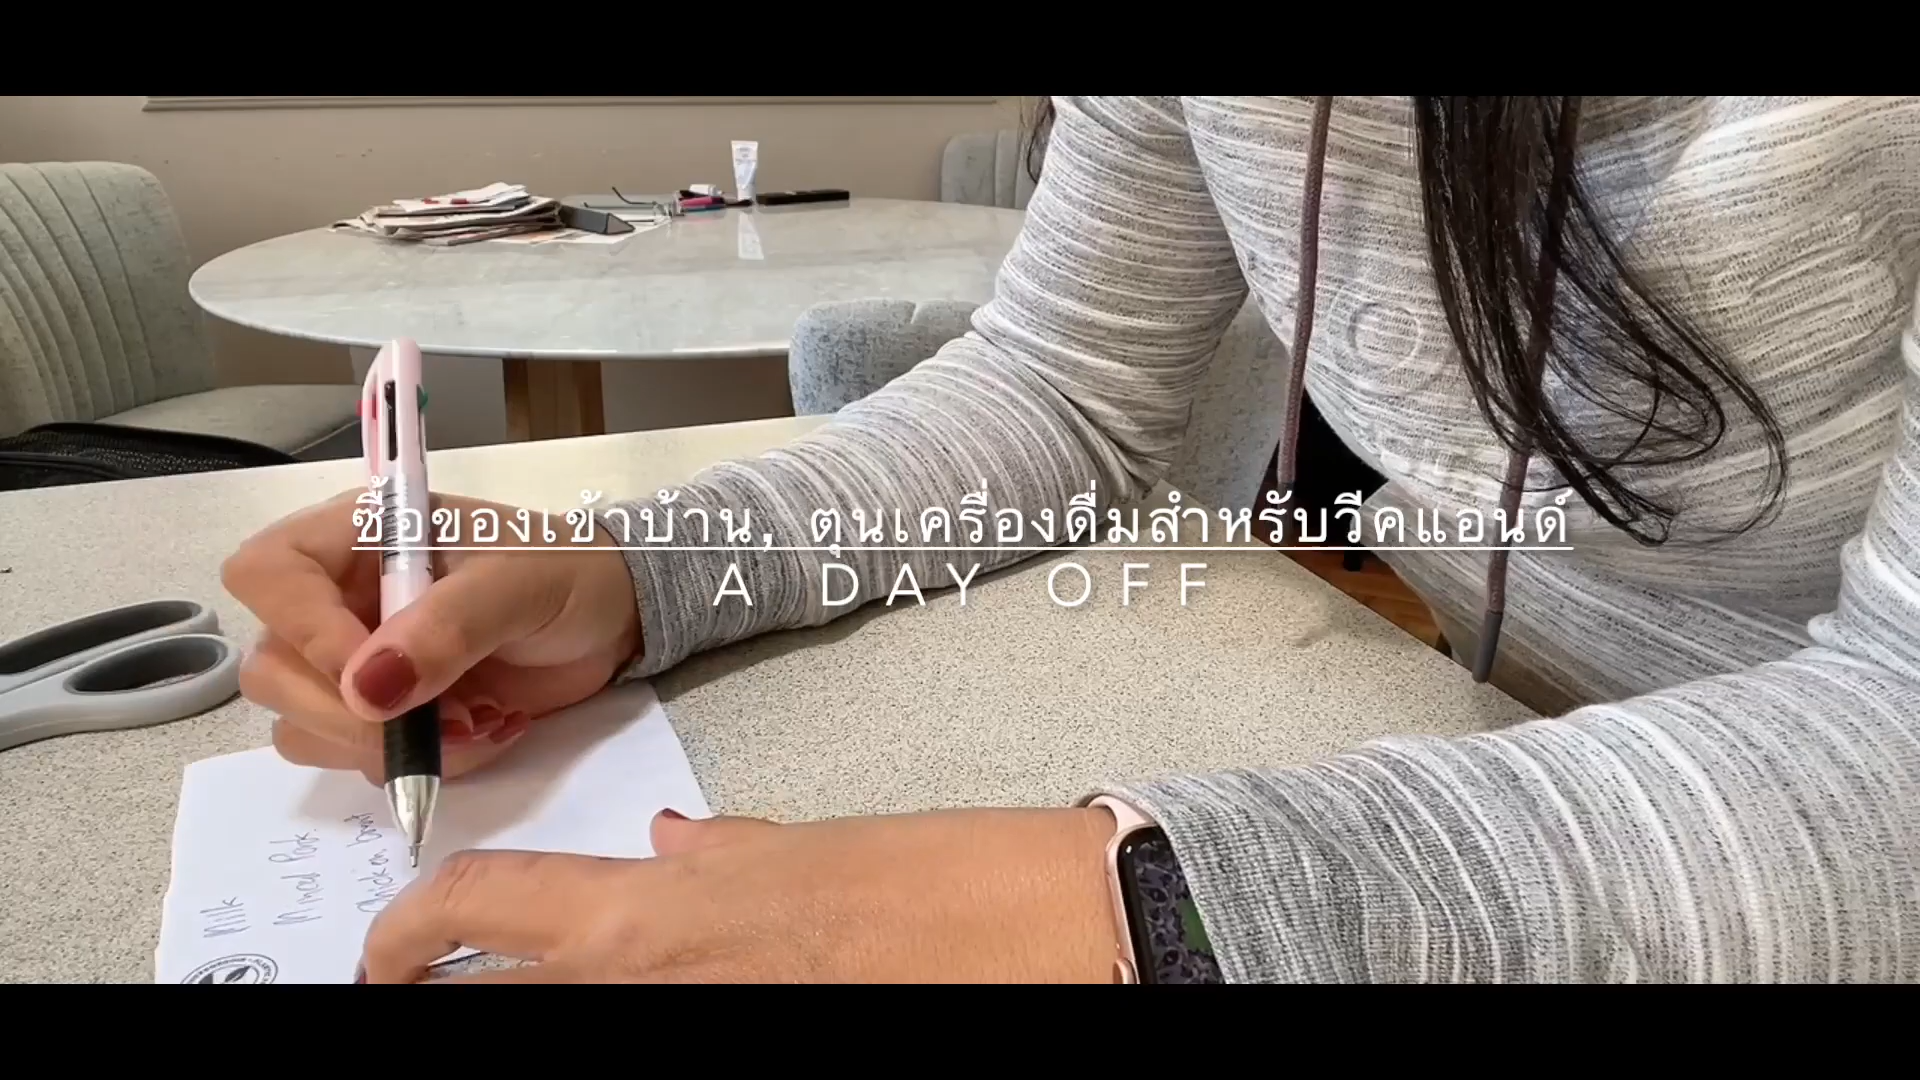 ซื้อของเข้าบ้าน, ตุนเครื่องดื่มสำหรับวีคแอนด์
A DAY OFF
Milk
Minced Pork.
Chicken